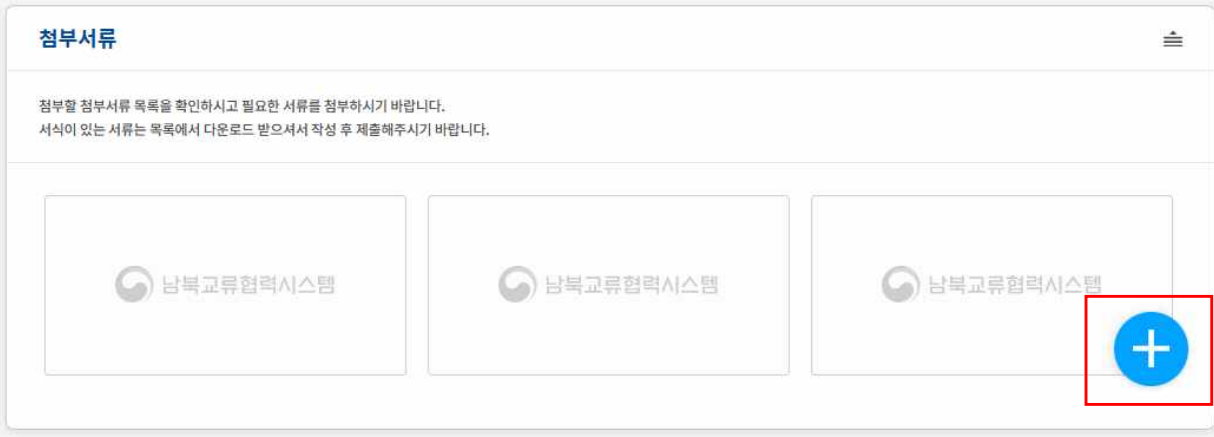 첨부서류
첨부할 첨부서류 목록을 확인하시고 필요한 서류를 첨부하시기 바랍니다.
서식이 있는 서류는 목록에서 다운로드 받으셔서 작성 후 제출해주시기 바랍니다.
남북교류협력시스템 남북교류협력시스템 남북교류협력시스템